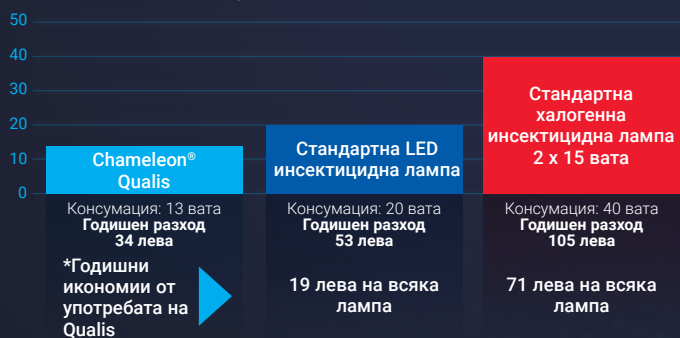 50
40
30
20
10
0
Chameleon®
Qualis
Стандартна LED
инсектицидна лампа
Стандартна
халогенна
инсектицидна лампа
2 x 15 вата
Консумация: 13 вата
Годишен разход
34 лева
Консумация: 20 вата
Годишен разход
53 лева
Консумация: 40 вата
Годишен разход
105 лева
*Годишни
икономии от
употребата на
Qualis
19 лева на всяка
лампа
71 лева на всяка
лампа